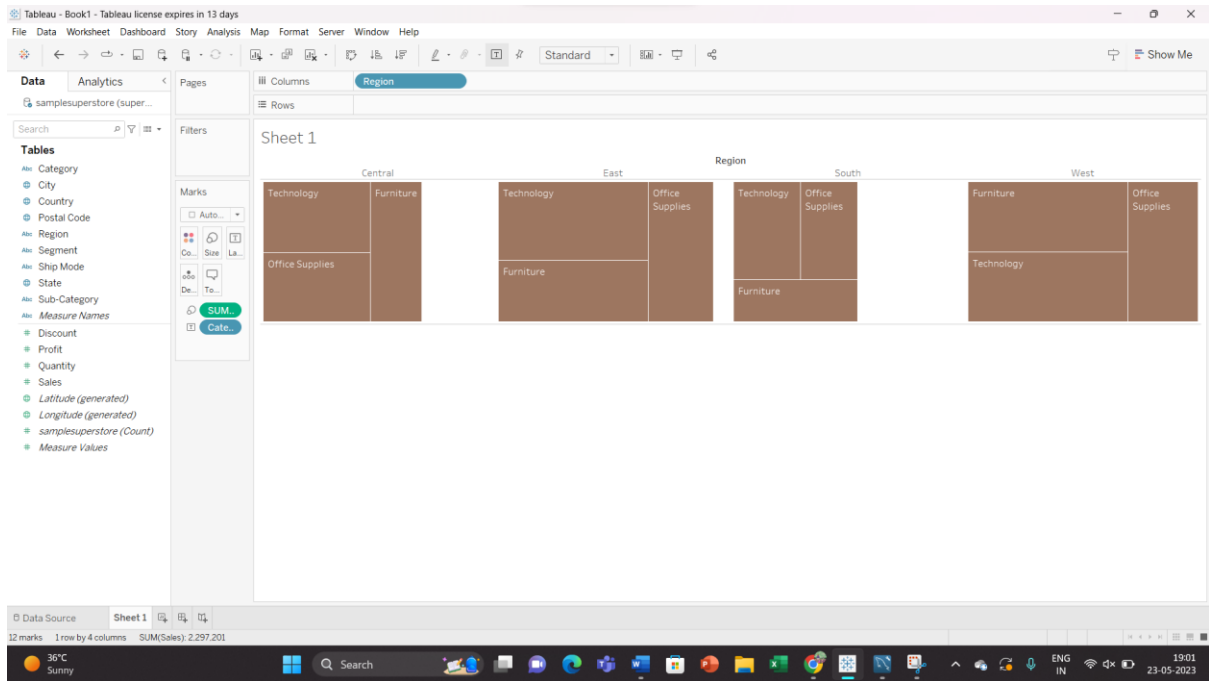 Tableau - Book1 - Tableau license expires in 13 days
File Data Worksheet Dashboard Story Analysis Map Format Server Window Help
Standard
Show Me
Data Analytics
Pages
Columns
Region
samplesuperstore (super...
Rows
Search
Tables
Abc Category
City
Country
Postal Code
Abc Region
Abc Segment
Abc Ship Mode
State
Abc Sub-Category
Abc Measure Names
# Discount
# Profit
# Quantity
# Sales
Latitude (generated)
Longitude (generated)
# samplesuperstore (Count)
# Measure Values
Filters
Marks
Auto...
Co... Size La...
De... To...
SUM..
Cate..
Sheet 1
Region
Central East South West
Technology Furniture Technology Office Supplies Technology Office Supplies Furniture Office Supplies
Office Supplies Furniture Furniture Technology
Data Source Sheet 1
12 marks 1 row by 4 columns SUM(Sales): 2,297,201
36°C
Sunny
Search
ENG
IN
19:01
23-05-2023